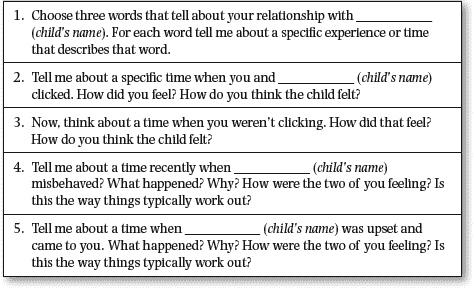 1. Choose three words that tell about your relationship with ____________
(child's name). For each word tell me about a specific experience or time
that describes that word.
2. Tell me about a specific time when you and ____________ (child's name)
clicked. How did you feel? How do you think the child felt?
3. Now, think about a time when you weren't clicking. How did that feel?
How do you think the child felt?
4. Tell me about a time recently when ____________ (child's name)
misbehaved? What happened? Why? How were the two of you feeling? Is
this the way things typically work out?
5. Tell me about a time when ____________ (child's name) was upset and
came to you. What happened? Why? How were the two of you feeling? Is
this the way things typically work out?